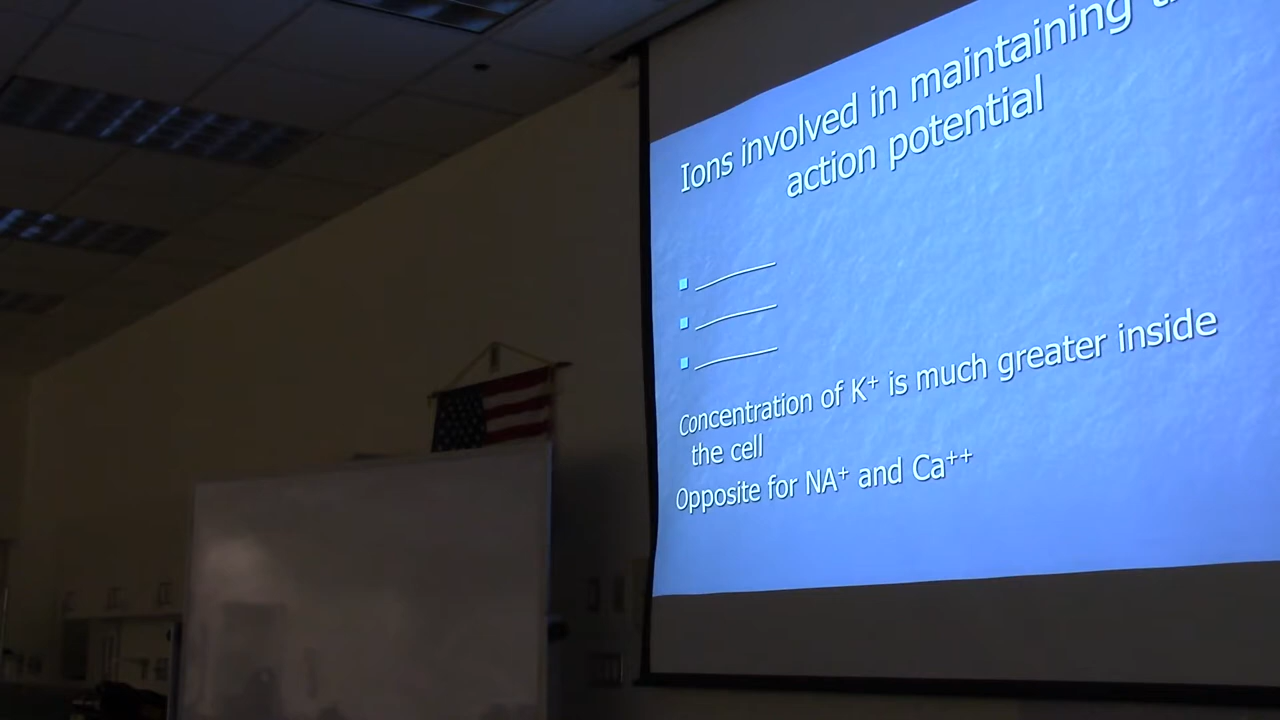 Ions involved in maintaining
action potential
Concentration of K⁺ is much greater inside
the cell
Opposite for NA⁺ and Ca⁺⁺